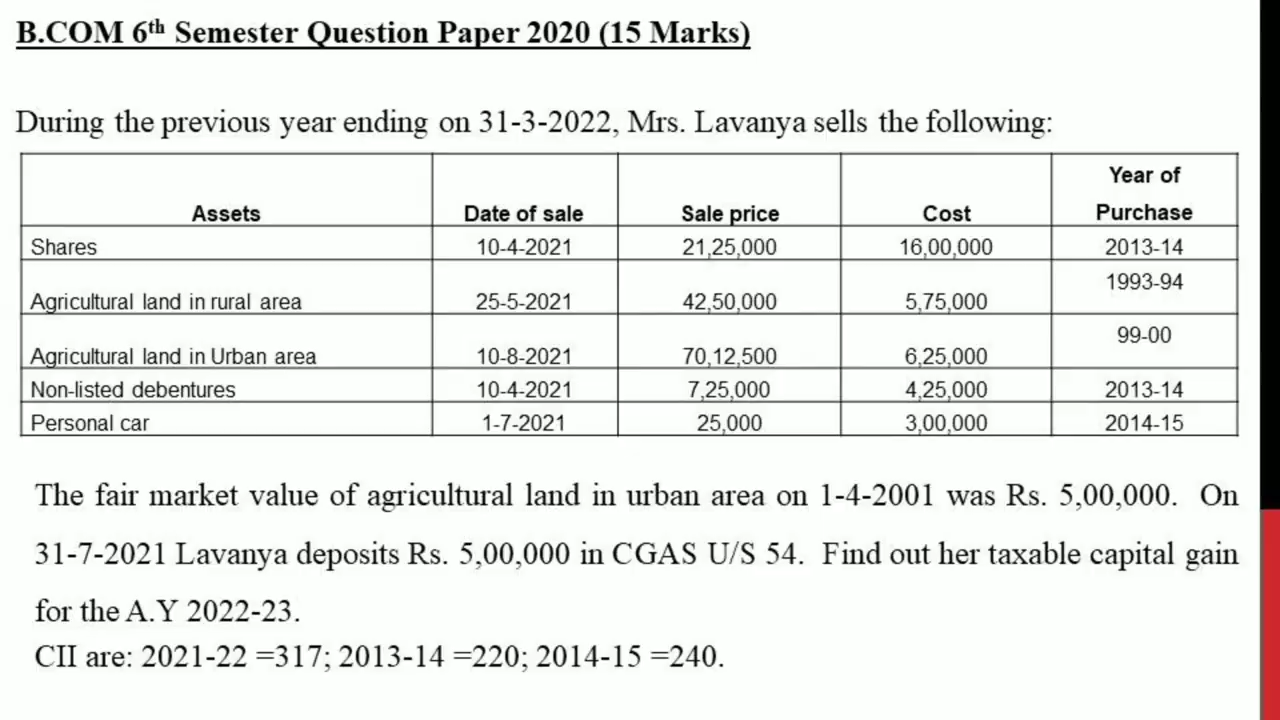 B.COM 6th Semester Question Paper 2020 (15 Marks)
During the previous year ending on 31-3-2022, Mrs. Lavanya sells the following:
Assets Date of sale Sale price Cost Year of Purchase
Shares 10-4-2021 21,25,000 16,00,000 2013-14
Agricultural land in rural area 25-5-2021 42,50,000 5,75,000 1993-94
Agricultural land in Urban area 10-8-2021 70,12,500 6,25,000 99-00
Non-listed debentures 10-4-2021 7,25,000 4,25,000 2013-14
Personal car 1-7-2021 25,000 3,00,000 2014-15
The fair market value of agricultural land in urban area on 1-4-2001 was Rs. 5,00,000. On
31-7-2021 Lavanya deposits Rs. 5,00,000 in CGAS U/S 54. Find out her taxable capital gain
for the A.Y 2022-23.
CII are: 2021-22 =317; 2013-14 =220; 2014-15 =240.